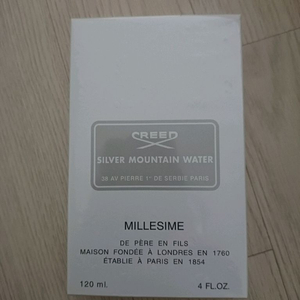 CREED
SILVER MOUNTAIN WATER
38 AV PIERRE 1ᵉʳ DE SERBIE PARIS
MILLESIME
DE PÈRE EN FILS
MAISON FONDÉE À LONDRES EN 1760
ÉTABLIE À PARIS EN 1854
120 ml. 4 FL.OZ.